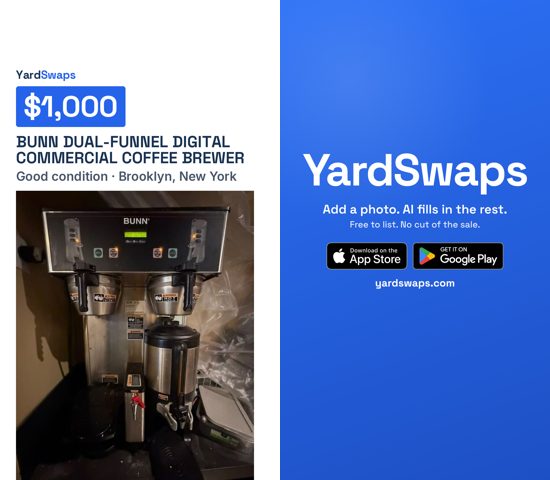 YardSwaps
$1,000
BUNN DUAL-FUNNEL DIGITAL
COMMERCIAL COFFEE BREWER
Good condition · Brooklyn, New York
BUNN
YardSwaps
Add a photo. AI fills in the rest.
Free to list. No cut of the sale.
Download on the
App Store
GET IT ON
Google Play
yardswaps.com